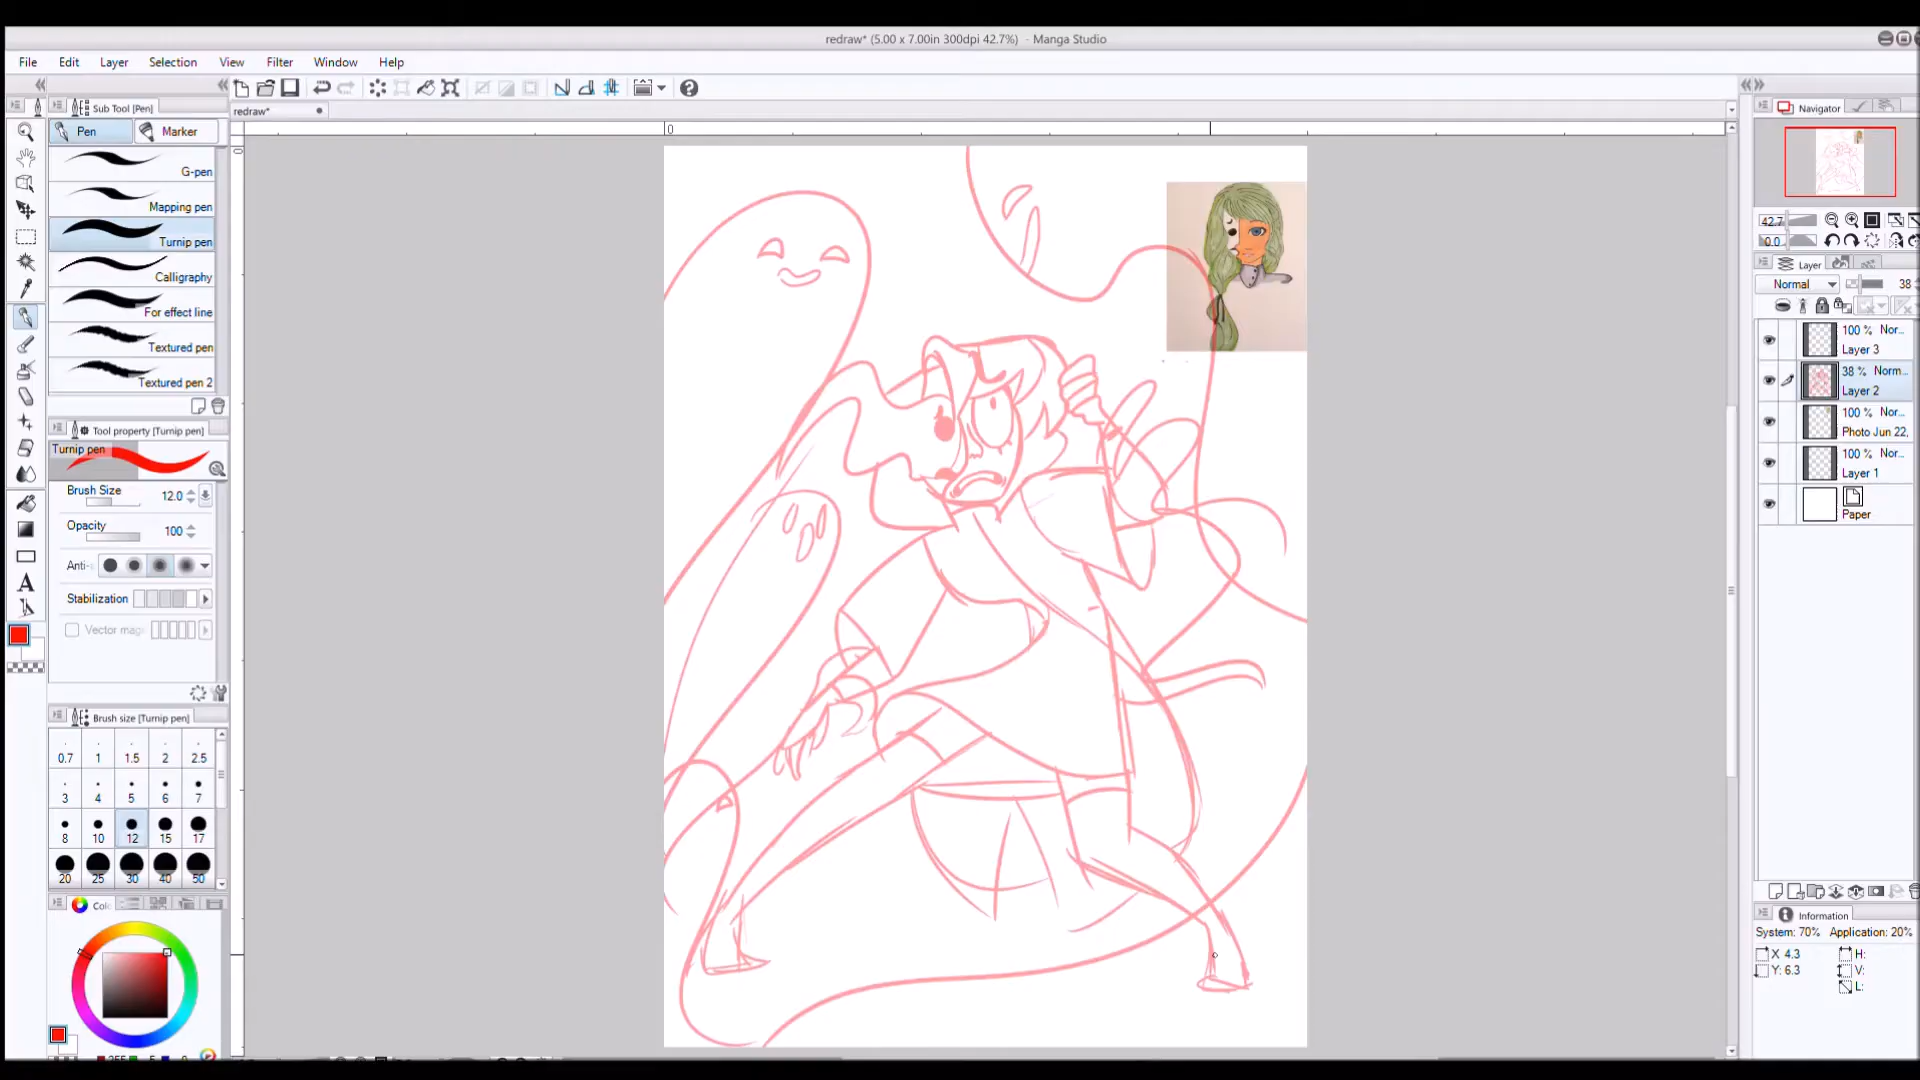 redraw* (5.00 x 7.00in 300dpi 42.7%) - Manga Studio
File Edit Layer Selection View Filter Window Help
Sub Tool [Pen]
redraw*
Navigator
Pen Marker
0
0
G-pen
Mapping pen
Turnip pen
Calligraphy
For effect line
Textured pen
Textured pen 2
42.7
0.0
Layer
Normal 38
100 % Nor...
Layer 3
38 % Norm...
Layer 2
100 % Nor...
Photo Jun 22,
100 % Nor...
Layer 1
Paper
Tool property [Turnip pen]
Turnip pen
Brush Size 12.0
Opacity 100
Anti-
Stabilization
Vector mag
Brush size [Turnip pen]
0.7 1 1.5 2 2.5
3 4 5 6 7
8 10 12 15 17
20 25 30 40 50
Colo
Information
System: 70% Application: 20%
X 4.3 H:
Y: 6.3 V:
L: